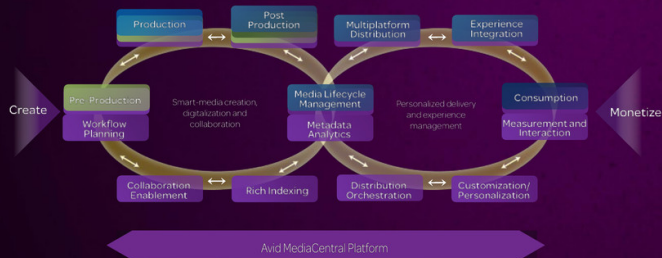 Production
Post
Production
Multiplatform
Distribution
Experience
Integration
Create
Pre-Production
Workflow
Planning
Smart-media creation,
digitalization and
collaboration
Media Lifecycle
Management
Metadata
Analytics
Personalized delivery
and experience
management
Consumption
Measurement and
Interaction
Monetize
Collaboration
Enablement
Rich Indexing
Distribution
Orchestration
Customization/
Personalization
Avid MediaCentral Platform